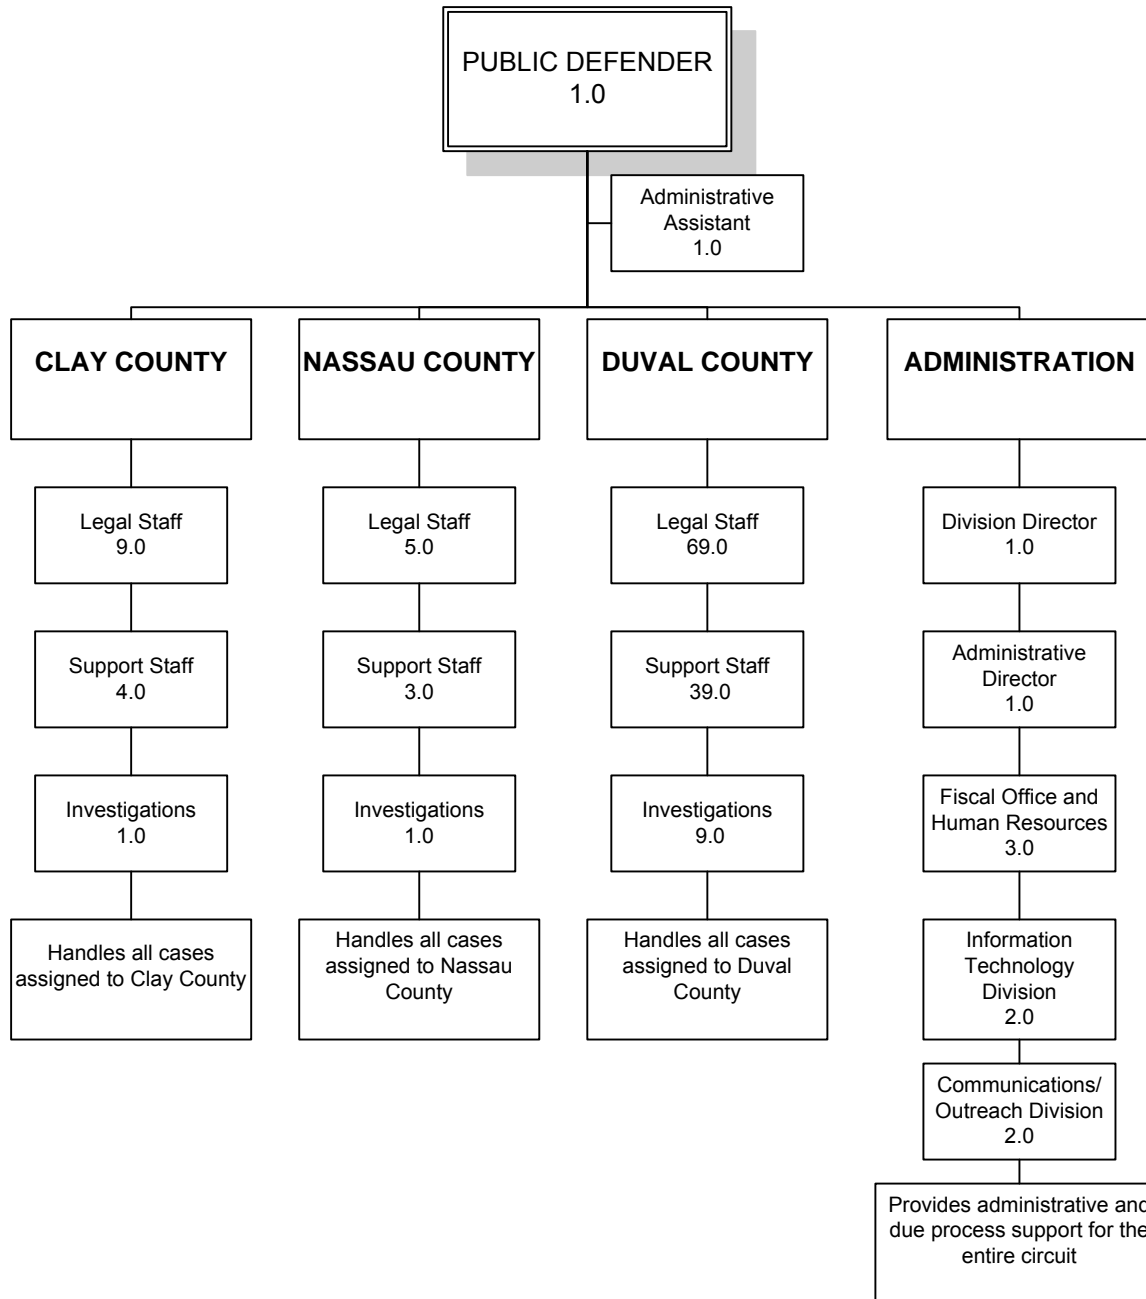 PUBLIC DEFENDER
1.0
Administrative
Assistant
1.0
CLAY COUNTY
Legal Staff
9.0
Support Staff
4.0
Investigations
1.0
Handles all cases
assigned to Clay County
NASSAU COUNTY
Legal Staff
5.0
Support Staff
3.0
Investigations
1.0
Handles all cases
assigned to Nassau
County
DUVAL COUNTY
Legal Staff
69.0
Support Staff
39.0
Investigations
9.0
Handles all cases
assigned to Duval
County
ADMINISTRATION
Division Director
1.0
Administrative
Director
1.0
Fiscal Office and
Human Resources
3.0
Information
Technology
Division
2.0
Communications/
Outreach Division
2.0
Provides administrative and
due process support for the
entire circuit